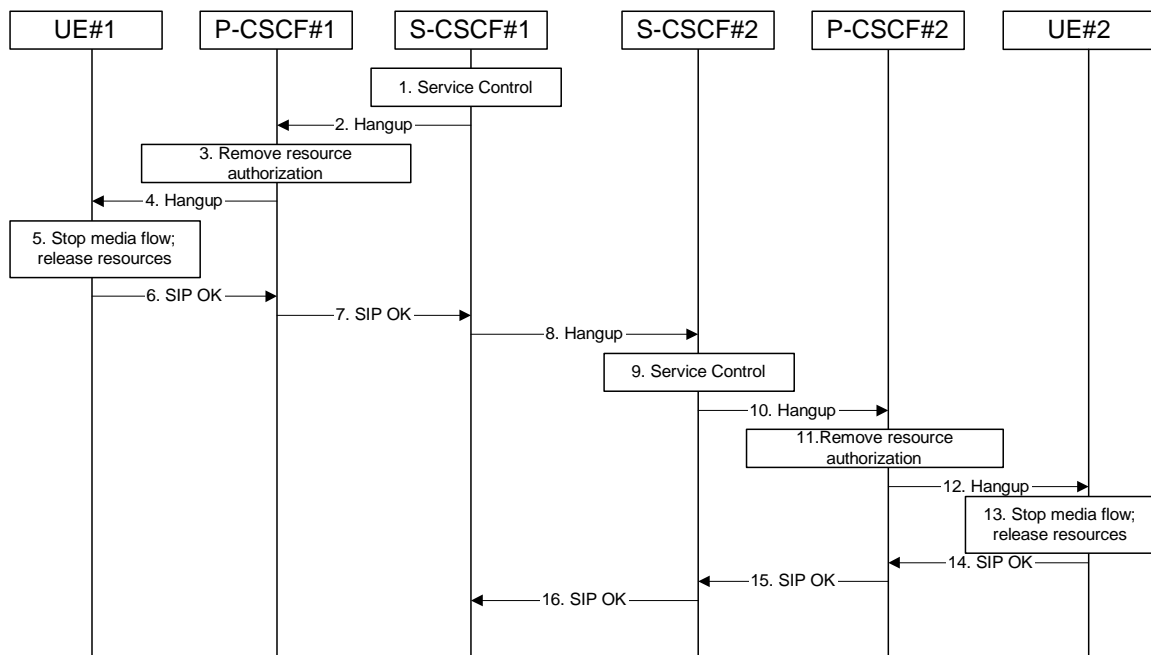 UE#1
P-CSCF#1
S-CSCF#1
S-CSCF#2
P-CSCF#2
UE#2
1. Service Control
2. Hangup
3. Remove resource
authorization
4. Hangup
5. Stop media flow;
release resources
6. SIP OK
7. SIP OK
8. Hangup
9. Service Control
10. Hangup
11.Remove resource
authorization
12. Hangup
13. Stop media flow;
release resources
14. SIP OK
15. SIP OK
16. SIP OK